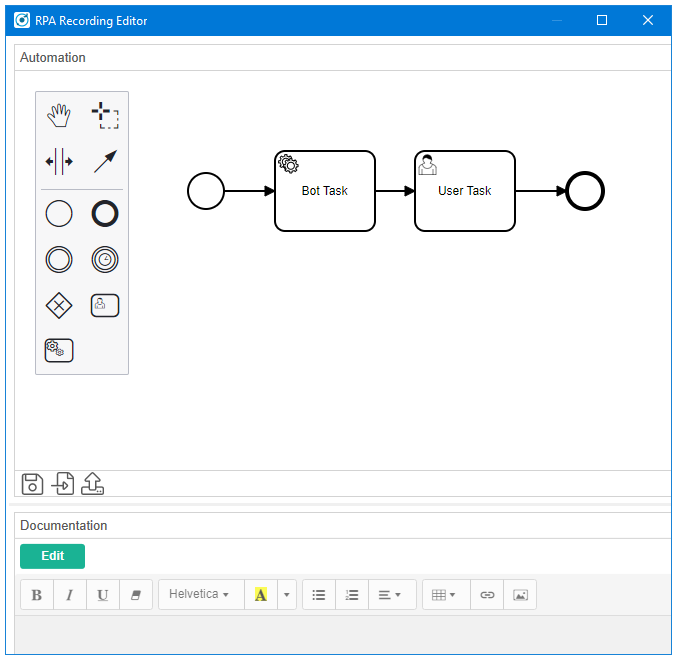 RPA Recording Editor
Automation
Bot Task
User Task
Documentation
Edit
B I U Helvetica A